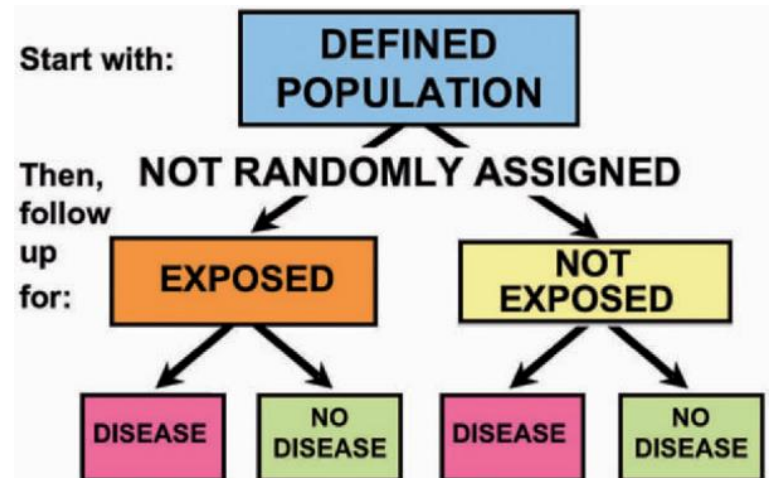 Start with:
DEFINED
POPULATION
Then,
follow
up
for:
NOT RANDOMLY ASSIGNED
EXPOSED
NOT
EXPOSED
DISEASE
NO
DISEASE
DISEASE
NO
DISEASE